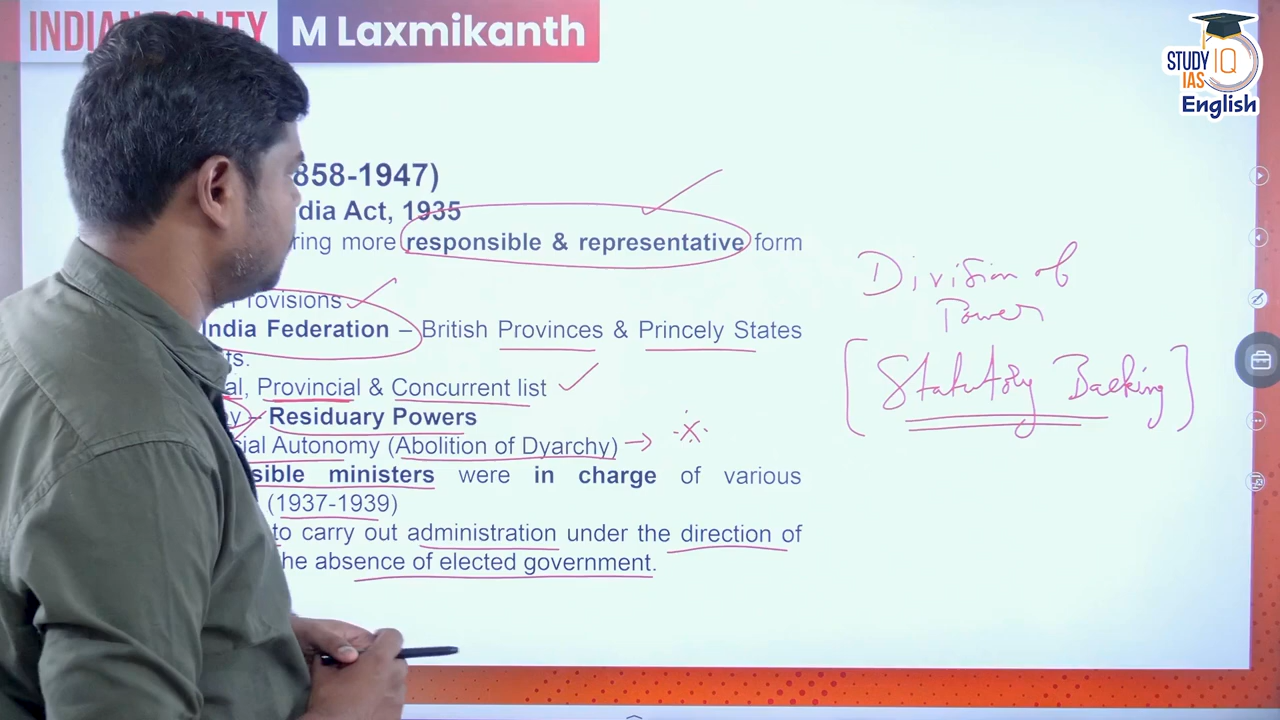 INDIAN POLITY
M Laxmikanth
STUDY IQ
IAS
English
858-1947)
dia Act, 1935
ring more responsible & representative form
Provisions
India Federation – British Provinces & Princely States
ts.
al, Provincial & Concurrent list
y – Residuary Powers
ial Autonomy (Abolition of Dyarchy) →
sible ministers were in charge of various
(1937-1939)
to carry out administration under the direction of
he absence of elected government.
Division of
Power
[Statutory Backing]